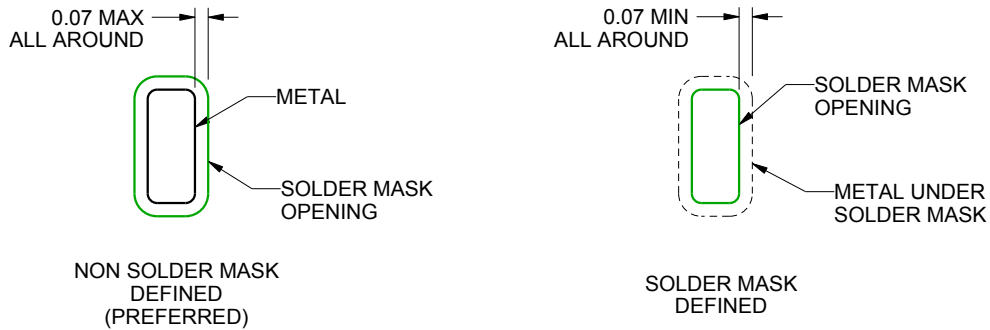 0.07 MAX
ALL AROUND
METAL
SOLDER MASK
OPENING
NON SOLDER MASK
DEFINED
(PREFERRED)
0.07 MIN
ALL AROUND
SOLDER MASK
OPENING
METAL UNDER
SOLDER MASK
SOLDER MASK
DEFINED